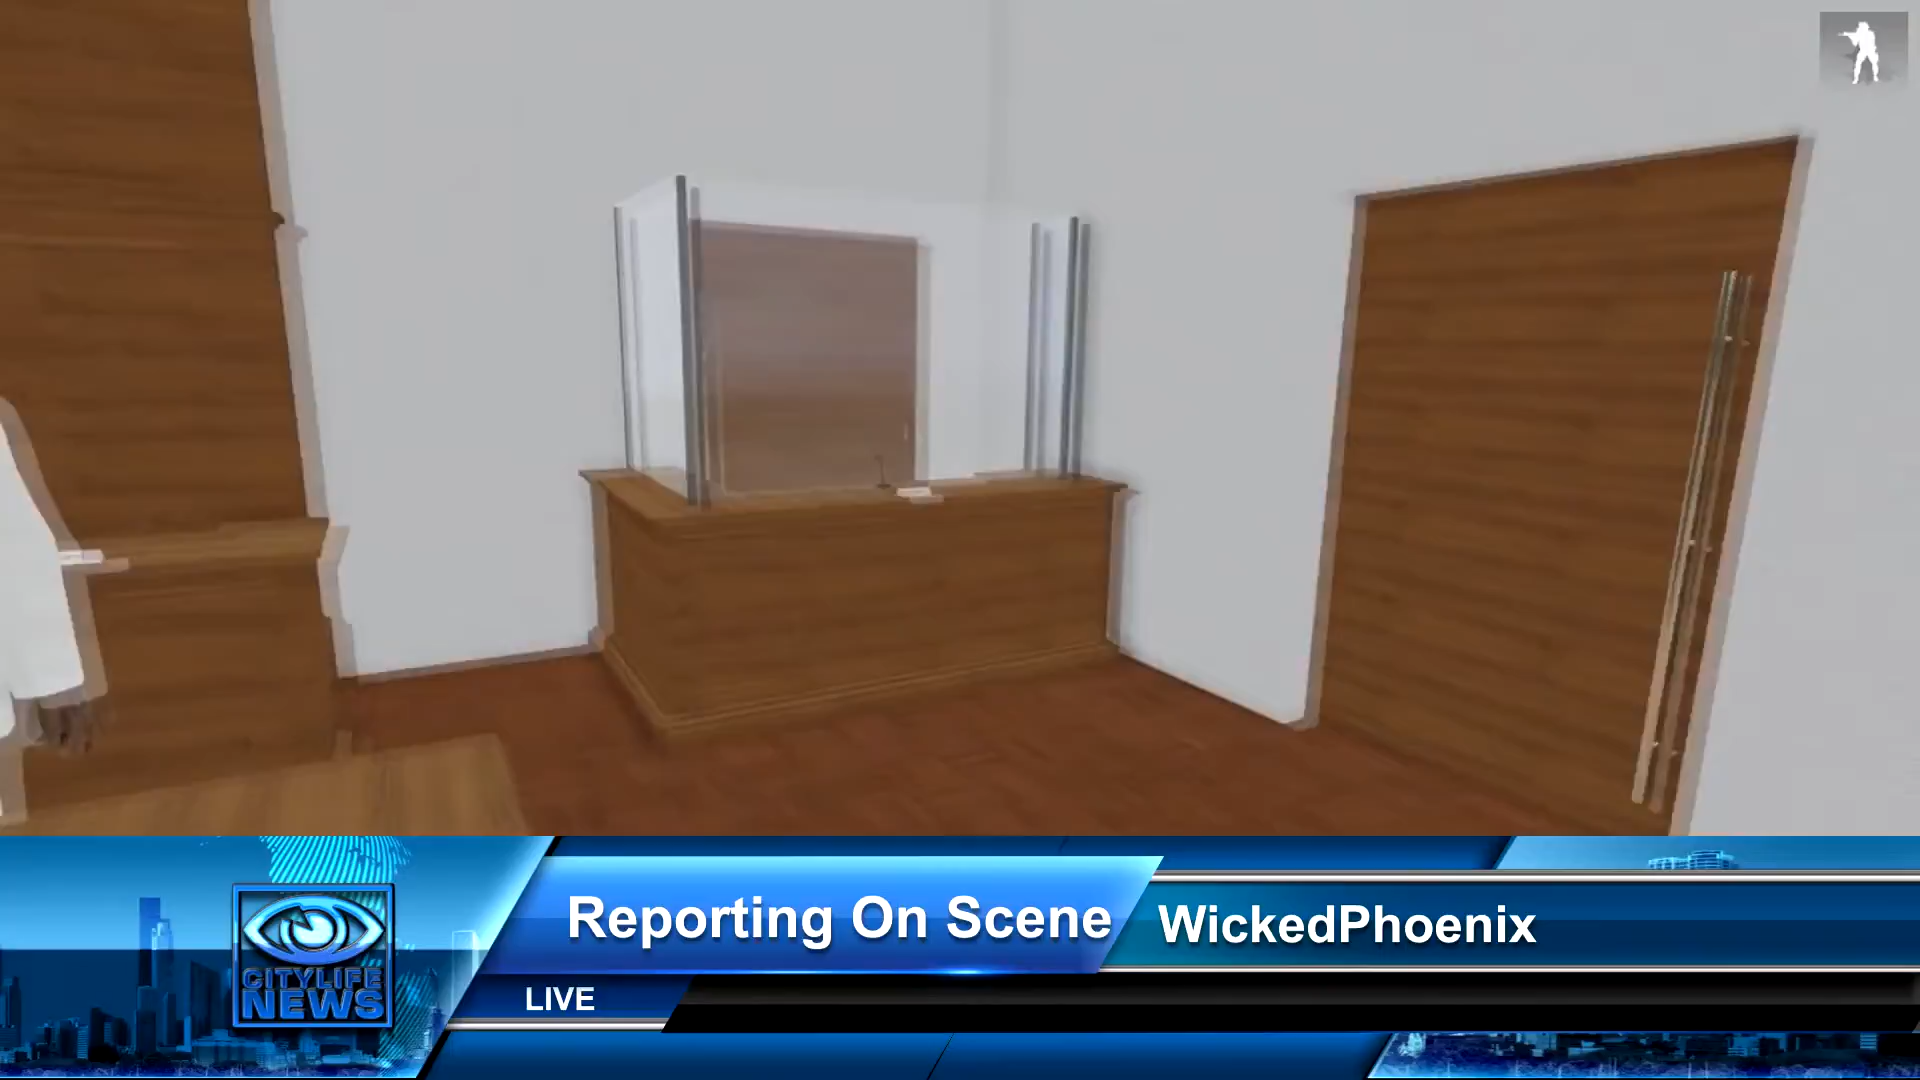 Reporting On Scene
WickedPhoenix
CITYLIFE
NEWS
LIVE